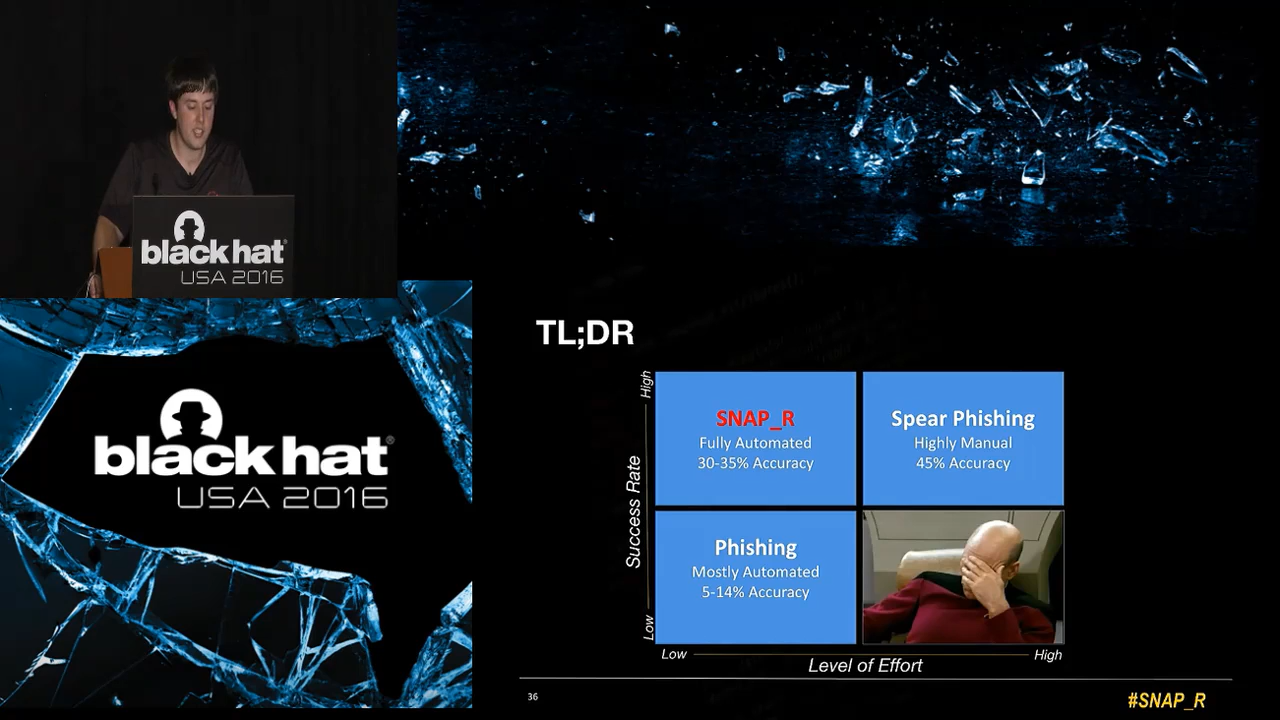 black hat
USA 2016
black hat®
USA 2016
TL;DR
High
Success Rate
Low
SNAP_R
Fully Automated
30-35% Accuracy
Spear Phishing
Highly Manual
45% Accuracy
Phishing
Mostly Automated
5-14% Accuracy
Low
High
Level of Effort
36
#SNAP_R